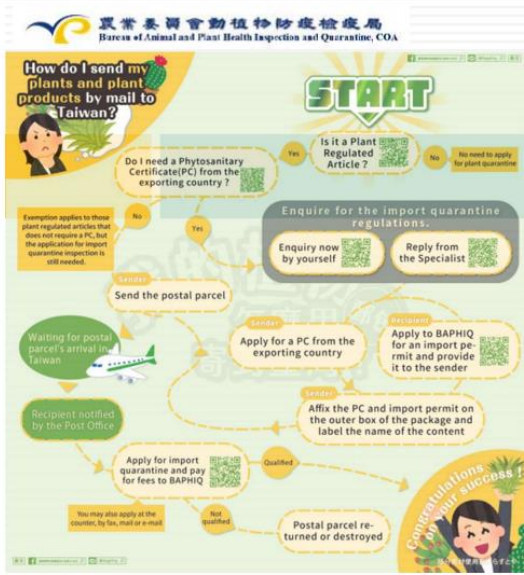 農業委員會動植物防疫檢疫局
Bureau of Animal and Plant Health Inspection and Quarantine, COA
How do I send my
plants and plant
products by mail to
Taiwan?
START
Is it a Plant
Regulated
Article ?
Yes
No
No need to apply
for plant quarantine
Do I need a Phytosanitary
Certificate(PC) from the
exporting country ?
No
Yes
Exemption applies to those
plant regulated articles that
does not require a PC, but
the application for import
quarantine inspection is
still needed.
Enquire for the import quarantine
regulations.
Enquiry now
by yourself
Reply from
the Specialist
Sender
Send the postal parcel
Sender
Apply for a PC from the
exporting country
Recipient
Apply to BAPHIQ
for an import pe-
rmit and provide
it to the sender
Waiting for postal
parcel's arrival in
Taiwan
Sender
Affix the PC and import permit on
the outer box of the package and
label the name of the content
Recipient notified
by the Post Office
Apply for import
quarantine and pay
for fees to BAPHIQ
Qualified
Not
qualified
You may also apply at the
counter, by fax, mail or e-mail
Postal parcel re-
turned or destroyed
Congratulations
on your success !